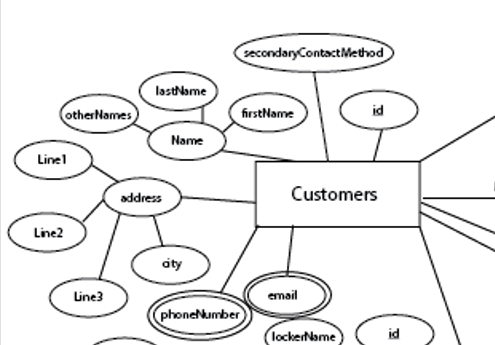 secondaryContactMethod
lastName
otherNames
firstName
id
Name
Line1
address
Customers
Line2
city
Line3
email
phoneNumber
lockerName
id